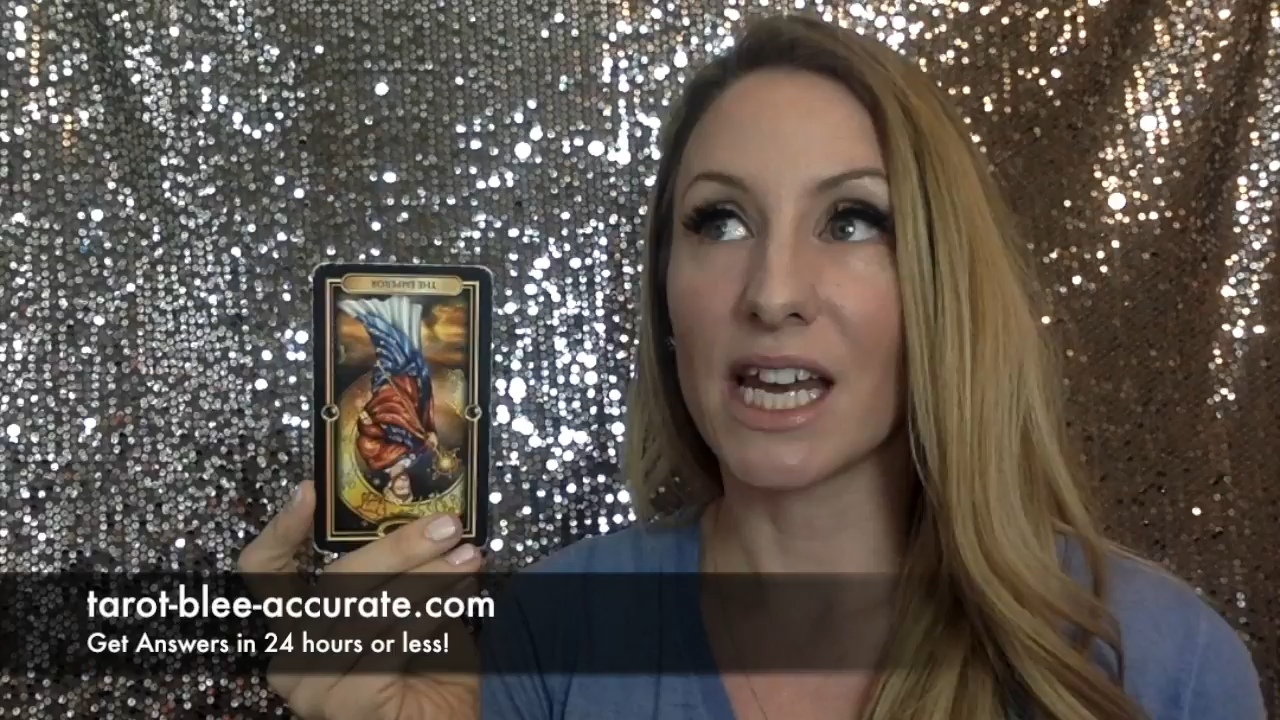 THE EMPEROR
tarot-blee-accurate.com
Get Answers in 24 hours or less!